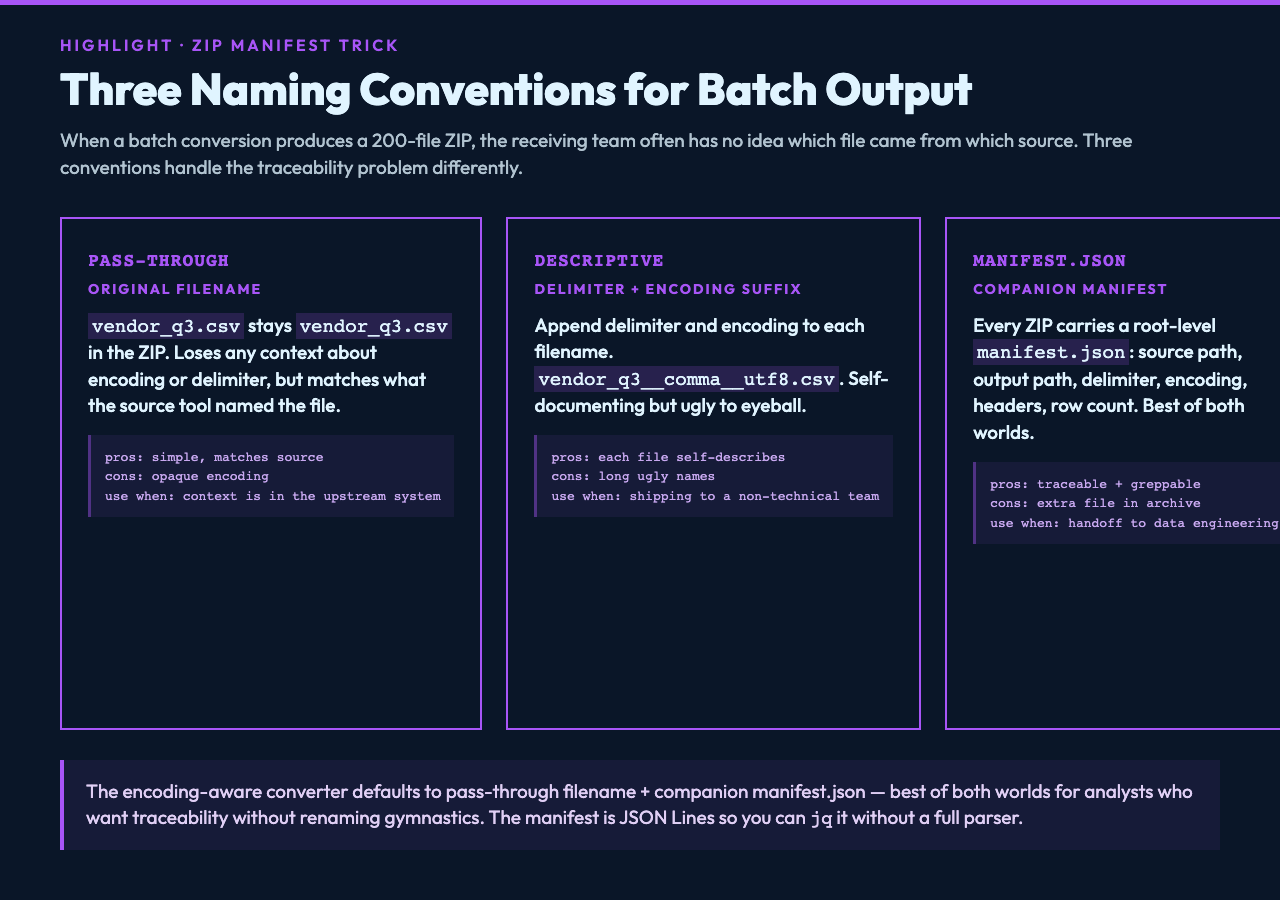 HIGHLIGHT · ZIP MANIFEST TRICK
Three Naming Conventions for Batch Output
When a batch conversion produces a 200-file ZIP, the receiving team often has no idea which file came from which source. Three
conventions handle the traceability problem differently.
PASS-THROUGH
ORIGINAL FILENAME
vendor_q3.csv stays vendor_q3.csv
in the ZIP. Loses any context about
encoding or delimiter, but matches what
the source tool named the file.
pros: simple, matches source
cons: opaque encoding
use when: context is in the upstream system
DESCRIPTIVE
DELIMITER + ENCODING SUFFIX
Append delimiter and encoding to each
filename.
vendor_q3__comma__utf8.csv. Self-
documenting but ugly to eyeball.
pros: each file self-describes
cons: long ugly names
use when: shipping to a non-technical team
MANIFEST.JSON
COMPANION MANIFEST
Every ZIP carries a root-level
manifest.json: source path,
output path, delimiter, encoding,
headers, row count. Best of both
worlds.
pros: traceable + greppable
cons: extra file in archive
use when: handoff to data engineering
The encoding-aware converter defaults to pass-through filename + companion manifest.json — best of both worlds for analysts who
want traceability without renaming gymnastics. The manifest is JSON Lines so you can jq it without a full parser.